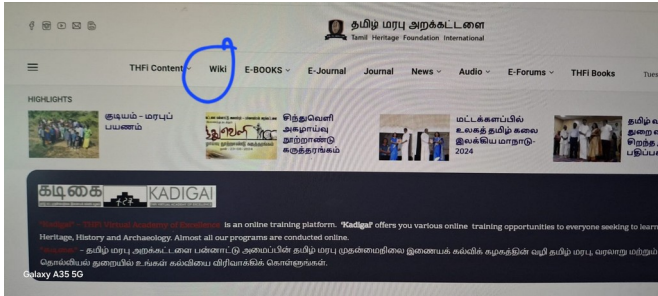 தமிழ் மரபு அறக்கட்டளை
Tamil Heritage Foundation International
THFi Content Wiki E-BOOKS E-Journal Journal News Audio E-Forums THFi Books Tues
HIGHLIGHTS
குடியம் – மரபுப் பயணம்
சிந்துவெளி
அகழாய்வு
நூற்றாண்டு
கருத்தரங்கம்
மட்டக்களப்பில்
உலகத் தமிழ் கலை
இலக்கிய மாநாடு-
2024
தமிழ்
துறை
சிறந்த
கடிகை KADIGAI
"Kadigai" – THFi Virtual Academy of Excellence is an online training platform. 'Kadigai' offers you various online training opportunities to everyone seeking to learn
Heritage, History and Archaeology. Almost all our programs are conducted online.
– தமிழ் மரபு அறக்கட்டளை பன்னாட்டு அமைப்பின் தமிழ் மரபு முதன்மைநிலை இணையக் கல்விக் கழகத்தின் வழி தமிழ் மரபு, வரலாறு மற்றும்
தொல்லியல் துறையில் உங்கள் கல்வியை விரிவாக்கிக் கொள்ளுங்கள்.
Galaxy A35 5G